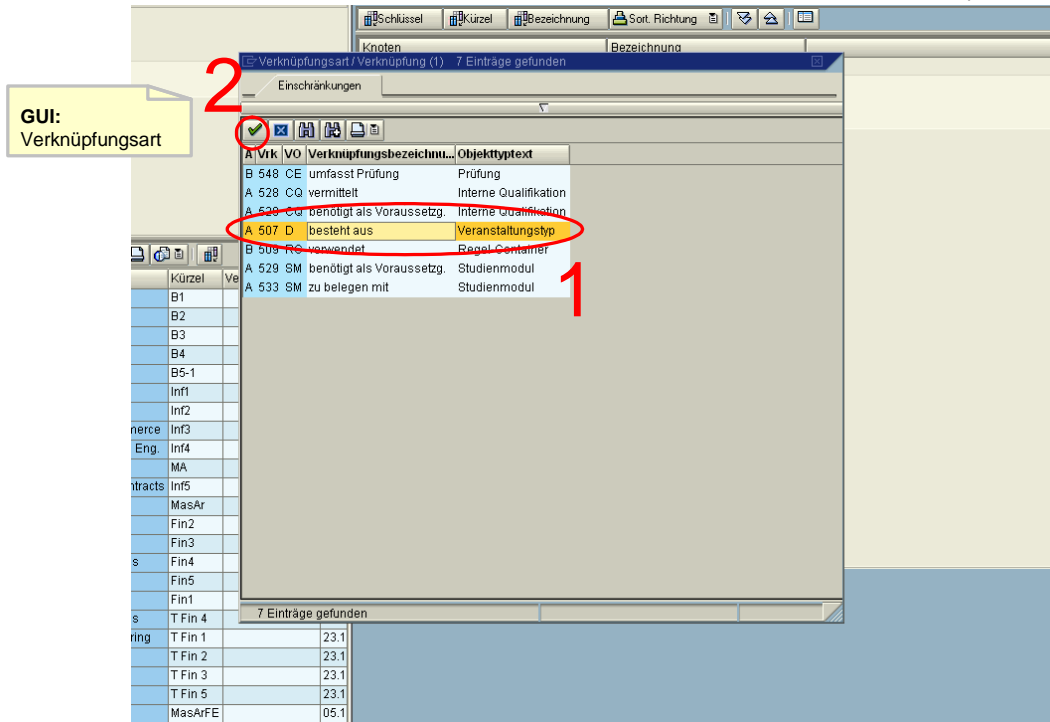 Schlüssel Kürzel Bezeichnung Sort. Richtung
Knoten Bezeichnung
Verknüpfungsart / Verknüpfung (1) 7 Einträge gefunden
2
Einschränkungen
GUI:
Verknüpfungsart
A Vrk VO Verknüpfungsbezeichnu... Objekttyptext
B 548 CE umfasst Prüfung Prüfung
A 528 CQ vermittelt Interne Qualifikation
A 529 CQ benötigt als Voraussetzg. Interne Qualifikation
A 507 D besteht aus Veranstaltungstyp
B 509 RC verwendet Regel-Container
A 529 SM benötigt als Voraussetzg. Studienmodul
A 533 SM zu belegen mit Studienmodul
1
Kürzel Ve
B1
B2
B3
B4
B5-1
Inf1
Inf2
nerce Inf3
Eng. Inf4
MA
ntracts Inf5
MasAr
Fin2
Fin3
s Fin4
Fin5
Fin1
7 Einträge gefunden
s T Fin 4
ring T Fin 1 23.1
T Fin 2 23.1
T Fin 3 23.1
T Fin 5 23.1
MasArFE 05.1